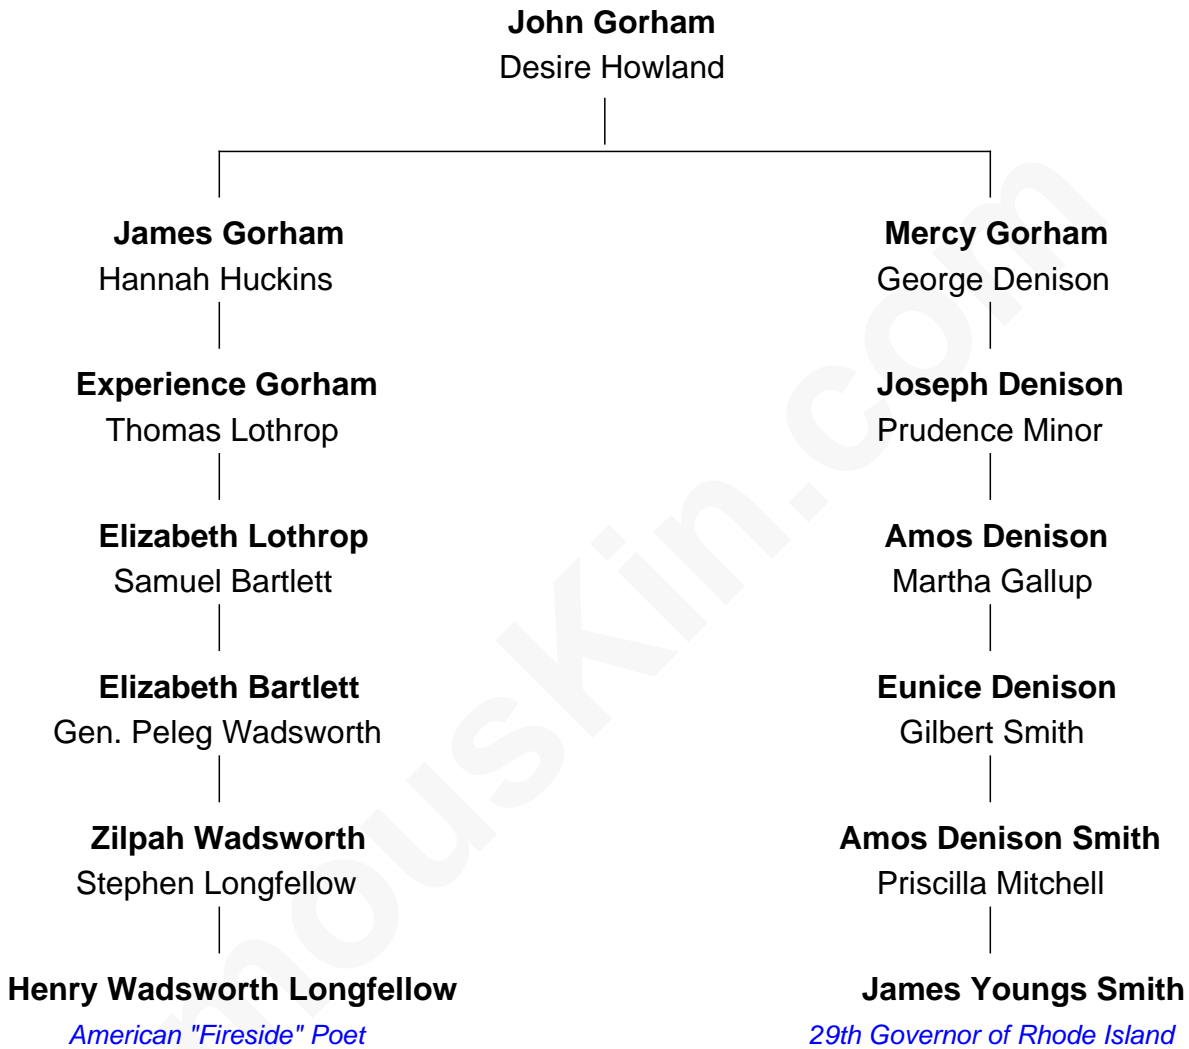 John Gorham
Desire Howland
James Gorham
Hannah Huckins
Experience Gorham
Thomas Lothrop
Elizabeth Lothrop
Samuel Bartlett
Elizabeth Bartlett
Gen. Peleg Wadsworth
Zilpah Wadsworth
Stephen Longfellow
Henry Wadsworth Longfellow
American "Fireside" Poet
Mercy Gorham
George Denison
Joseph Denison
Prudence Minor
Amos Denison
Martha Gallup
Eunice Denison
Gilbert Smith
Amos Denison Smith
Priscilla Mitchell
James Youngs Smith
29th Governor of Rhode Island
mousKin.com